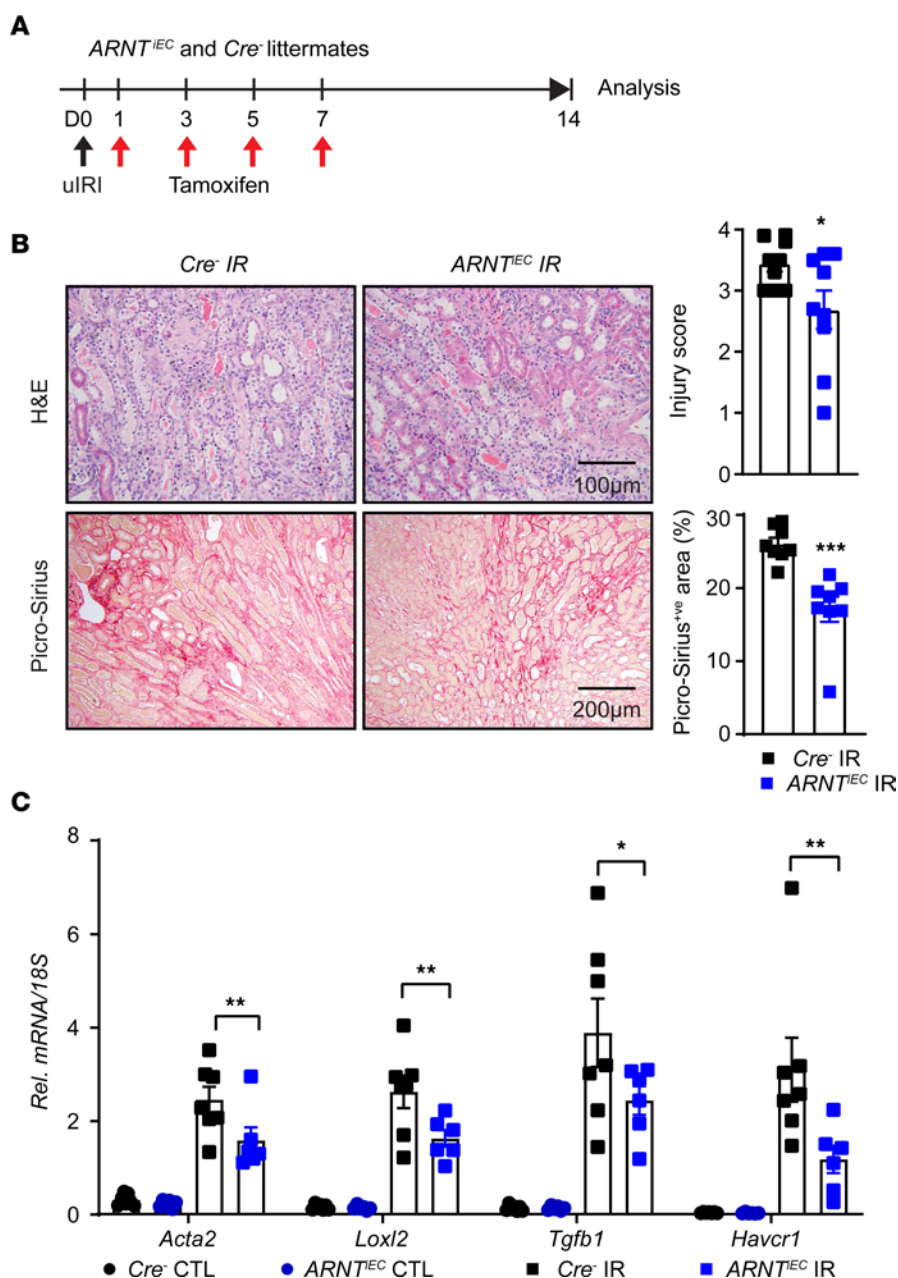 A
ARNT^iEC and Cre^- littermates
Analysis
D0 1 3 5 7 14
uIRI Tamoxifen
B
Cre^- IR ARNT^iEC IR
H&E
100μm
Picro-Sirius
200μm
*
Injury score
4
3
2
1
0
***
Picro-Sirius^+ve area (%)
30
20
10
0
Cre^- IR
ARNT^iEC IR
C
Rel. mRNA/18S
8
6
4
2
0
** ** * **
Acta2 Loxl2 Tgfb1 Havcr1
Cre^- CTL ARNT^iEC CTL Cre^- IR ARNT^iEC IR